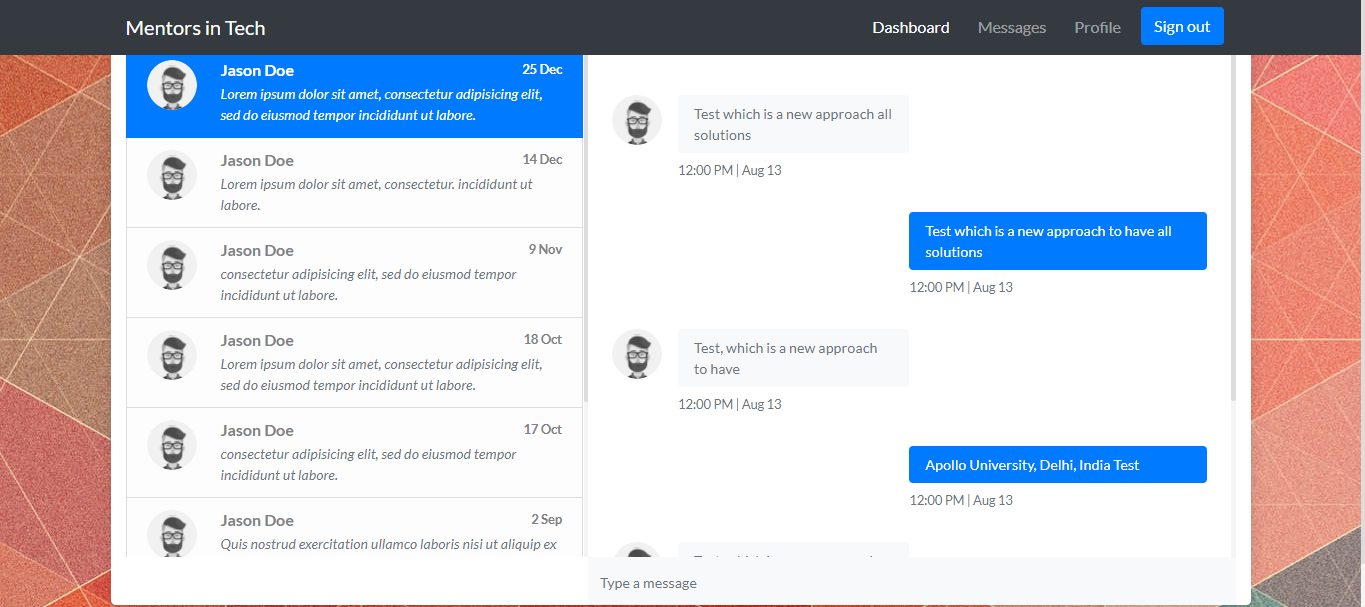 Mentors in Tech
Dashboard
Messages
Profile
Sign out
Jason Doe
25 Dec
Lorem ipsum dolor sit amet, consectetur adipisicing elit,
sed do eiusmod tempor incididunt ut labore.
Jason Doe
14 Dec
Lorem ipsum dolor sit amet, consectetur. incididunt ut
labore.
Jason Doe
9 Nov
consectetur adipisicing elit, sed do eiusmod tempor
incididunt ut labore.
Jason Doe
18 Oct
Lorem ipsum dolor sit amet, consectetur adipisicing elit,
sed do eiusmod tempor incididunt ut labore.
Jason Doe
17 Oct
consectetur adipisicing elit, sed do eiusmod tempor
incididunt ut labore.
Jason Doe
2 Sep
Quis nostrud exercitation ullamco laboris nisi ut aliquip ex
Test which is a new approach all
solutions
12:00 PM | Aug 13
Test which is a new approach to have all
solutions
12:00 PM | Aug 13
Test, which is a new approach
to have
12:00 PM | Aug 13
Apollo University, Delhi, India Test
12:00 PM | Aug 13
Type a message